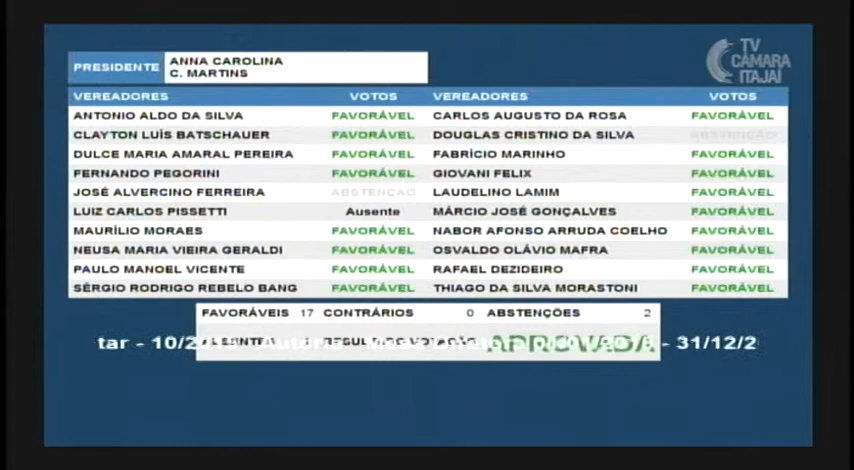 PRESIDENTE ANNA CAROLINA
C. MARTINS
TV
CÂMARA
ITAJAÍ
VEREADORES VOTOS VEREADORES VOTOS
ANTONIO ALDO DA SILVA FAVORÁVEL CARLOS AUGUSTO DA ROSA FAVORÁVEL
CLAYTON LUÍS BATSCHAUER FAVORÁVEL DOUGLAS CRISTINO DA SILVA ABSTENÇÃO
DULCE MARIA AMARAL PEREIRA FAVORÁVEL FABRÍCIO MARINHO FAVORÁVEL
FERNANDO PEGORINI FAVORÁVEL GIOVANI FELIX FAVORÁVEL
JOSÉ ALVERCINO FERREIRA ABSTENÇÃO LAUDELINO LAMIM FAVORÁVEL
LUIZ CARLOS PISSETTI Ausente MÁRCIO JOSÉ GONÇALVES FAVORÁVEL
MAURÍLIO MORAES FAVORÁVEL NABOR AFONSO ARRUDA COELHO FAVORÁVEL
NEUSA MARIA VIEIRA GERALDI FAVORÁVEL OSVALDO OLÁVIO MAFRA FAVORÁVEL
PAULO MANOEL VICENTE FAVORÁVEL RAFAEL DEZIDEIRO FAVORÁVEL
SÉRGIO RODRIGO REBELO BANG FAVORÁVEL THIAGO DA SILVA MORASTONI FAVORÁVEL
FAVORÁVEIS 17 CONTRÁRIOS 0 ABSTENÇÕES 2
APROVADA
tar - 10/2 - 31/12/2